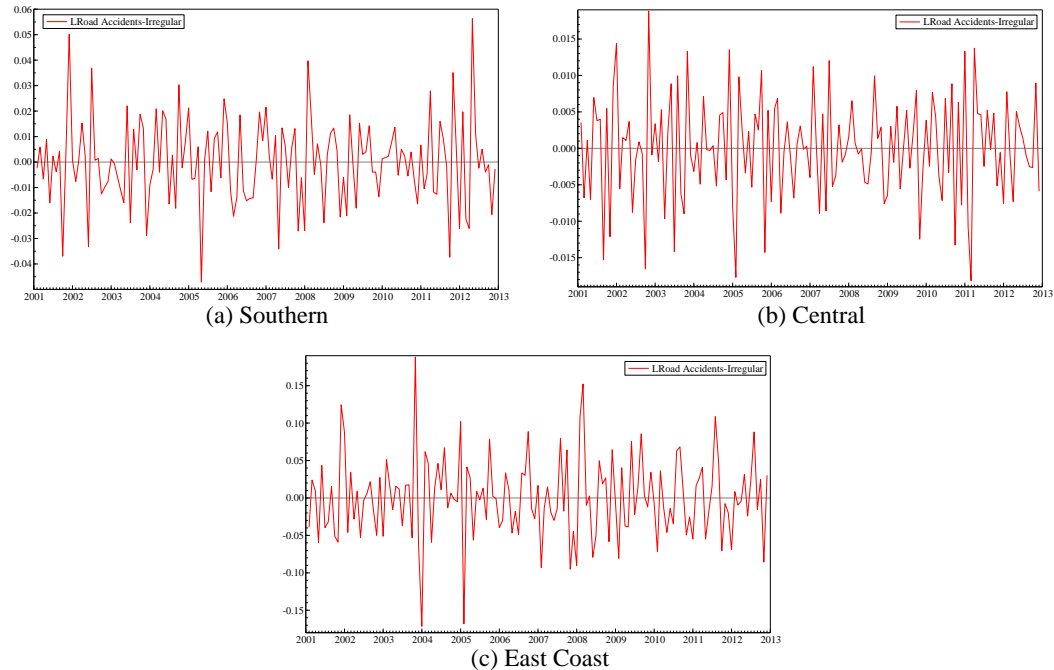 LRoad Accidents-Irregular
0.06
0.05
0.04
0.03
0.02
0.01
0.00
-0.01
-0.02
-0.03
-0.04
2001 2002 2003 2004 2005 2006 2007 2008 2009 2010 2011 2012 2013
(a) Southern
LRoad Accidents-Irregular
0.015
0.010
0.005
0.000
-0.005
-0.010
-0.015
2001 2002 2003 2004 2005 2006 2007 2008 2009 2010 2011 2012 2013
(b) Central
LRoad Accidents-Irregular
0.15
0.10
0.05
0.00
-0.05
-0.10
-0.15
2001 2002 2003 2004 2005 2006 2007 2008 2009 2010 2011 2012 2013
(c) East Coast